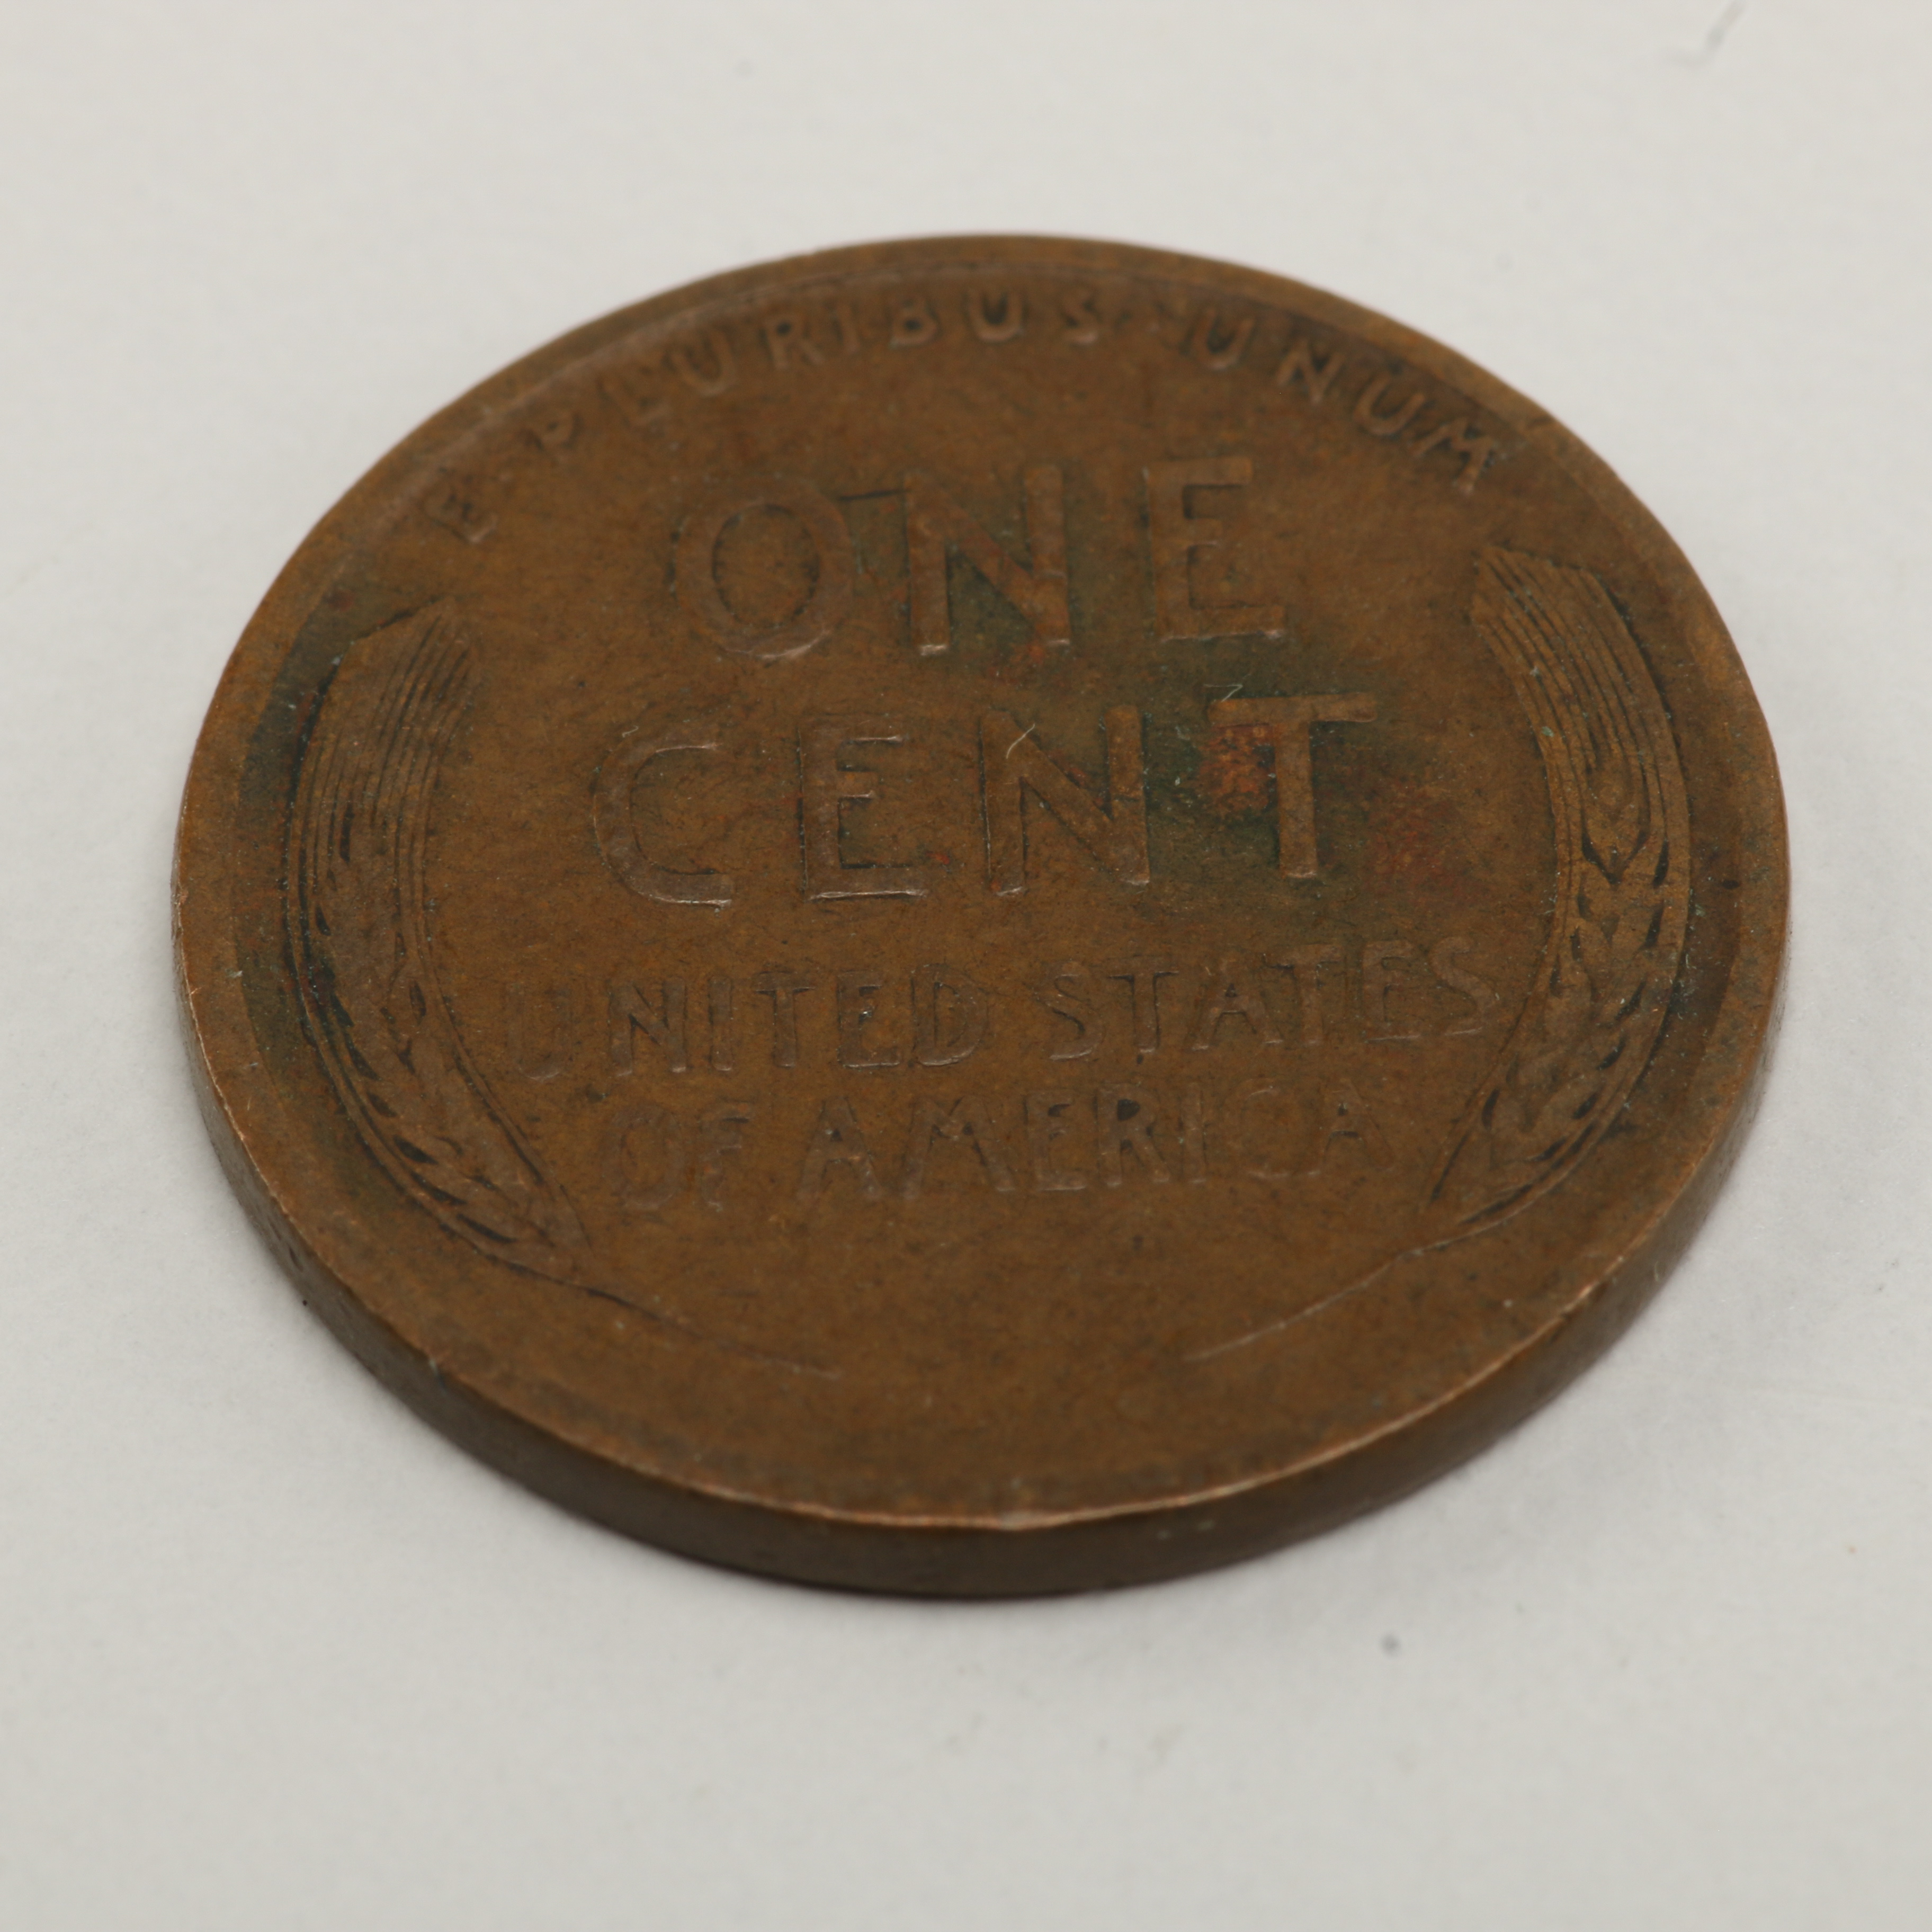 E·PLURIBUS·UNUM
ONE
CENT
UNITED STATES
OF AMERICA